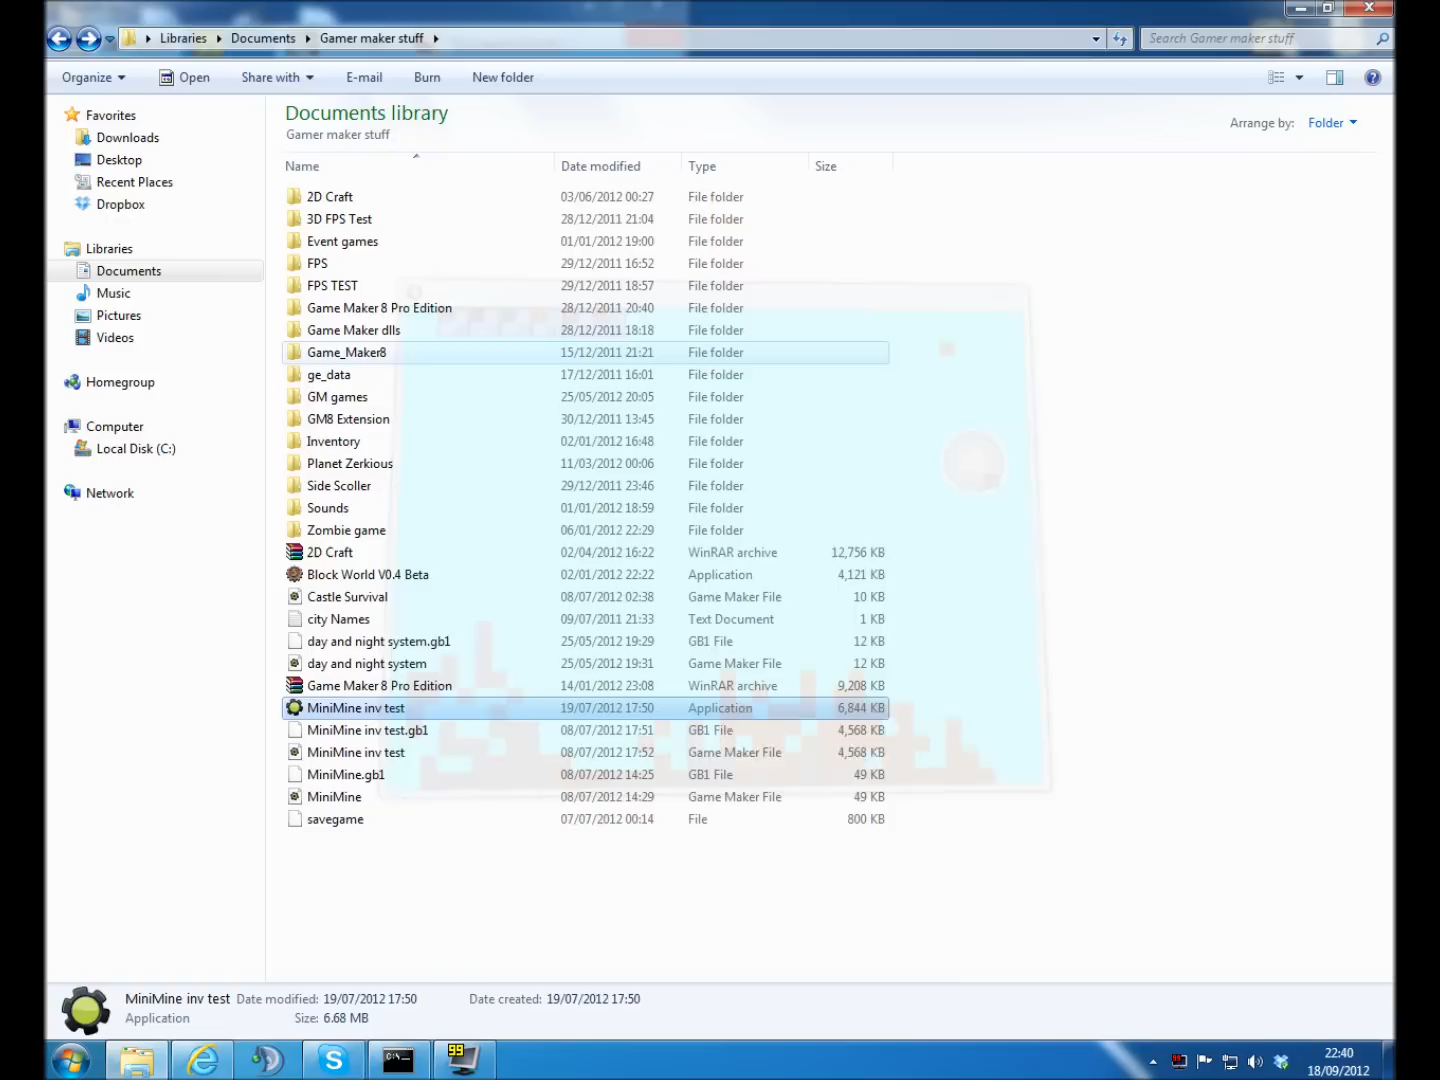 Libraries Documents Gamer maker stuff
Search Gamer maker stuff
Organize Open Share with E-mail Burn New folder
Documents library
Gamer maker stuff
Arrange by: Folder
Favorites
Downloads
Desktop
Recent Places
Dropbox
Libraries
Documents
Music
Pictures
Videos
Homegroup
Computer
Local Disk (C:)
Network
Name Date modified Type Size
2D Craft 03/06/2012 00:27 File folder
3D FPS Test 28/12/2011 21:04 File folder
Event games 01/01/2012 19:00 File folder
FPS 29/12/2011 16:52 File folder
FPS TEST 29/12/2011 18:57 File folder
Game Maker 8 Pro Edition 28/12/2011 20:40 File folder
Game Maker dlls 28/12/2011 18:18 File folder
Game_Maker8 15/12/2011 21:21 File folder
ge_data 17/12/2011 16:01 File folder
GM games 25/05/2012 20:05 File folder
GM8 Extension 30/12/2011 13:45 File folder
Inventory 02/01/2012 16:48 File folder
Planet Zerkious 11/03/2012 00:06 File folder
Side Scoller 29/12/2011 23:46 File folder
Sounds 01/01/2012 18:59 File folder
Zombie game 06/01/2012 22:29 File folder
2D Craft 02/04/2012 16:22 WinRAR archive 12,756 KB
Block World V0.4 Beta 02/01/2012 22:22 Application 4,121 KB
Castle Survival 08/07/2012 02:38 Game Maker File 10 KB
city Names 09/07/2011 21:33 Text Document 1 KB
day and night system.gb1 25/05/2012 19:29 GB1 File 12 KB
day and night system 25/05/2012 19:31 Game Maker File 12 KB
Game Maker 8 Pro Edition 14/01/2012 23:08 WinRAR archive 9,208 KB
MiniMine inv test 19/07/2012 17:50 Application 6,844 KB
MiniMine inv test.gb1 08/07/2012 17:51 GB1 File 4,568 KB
MiniMine inv test 08/07/2012 17:52 Game Maker File 4,568 KB
MiniMine.gb1 08/07/2012 14:25 GB1 File 49 KB
MiniMine 08/07/2012 14:29 Game Maker File 49 KB
savegame 07/07/2012 00:14 File 800 KB
MiniMine inv test Date modified: 19/07/2012 17:50 Date created: 19/07/2012 17:50
Application Size: 6.68 MB
C:\.
99
22:40
18/09/2012